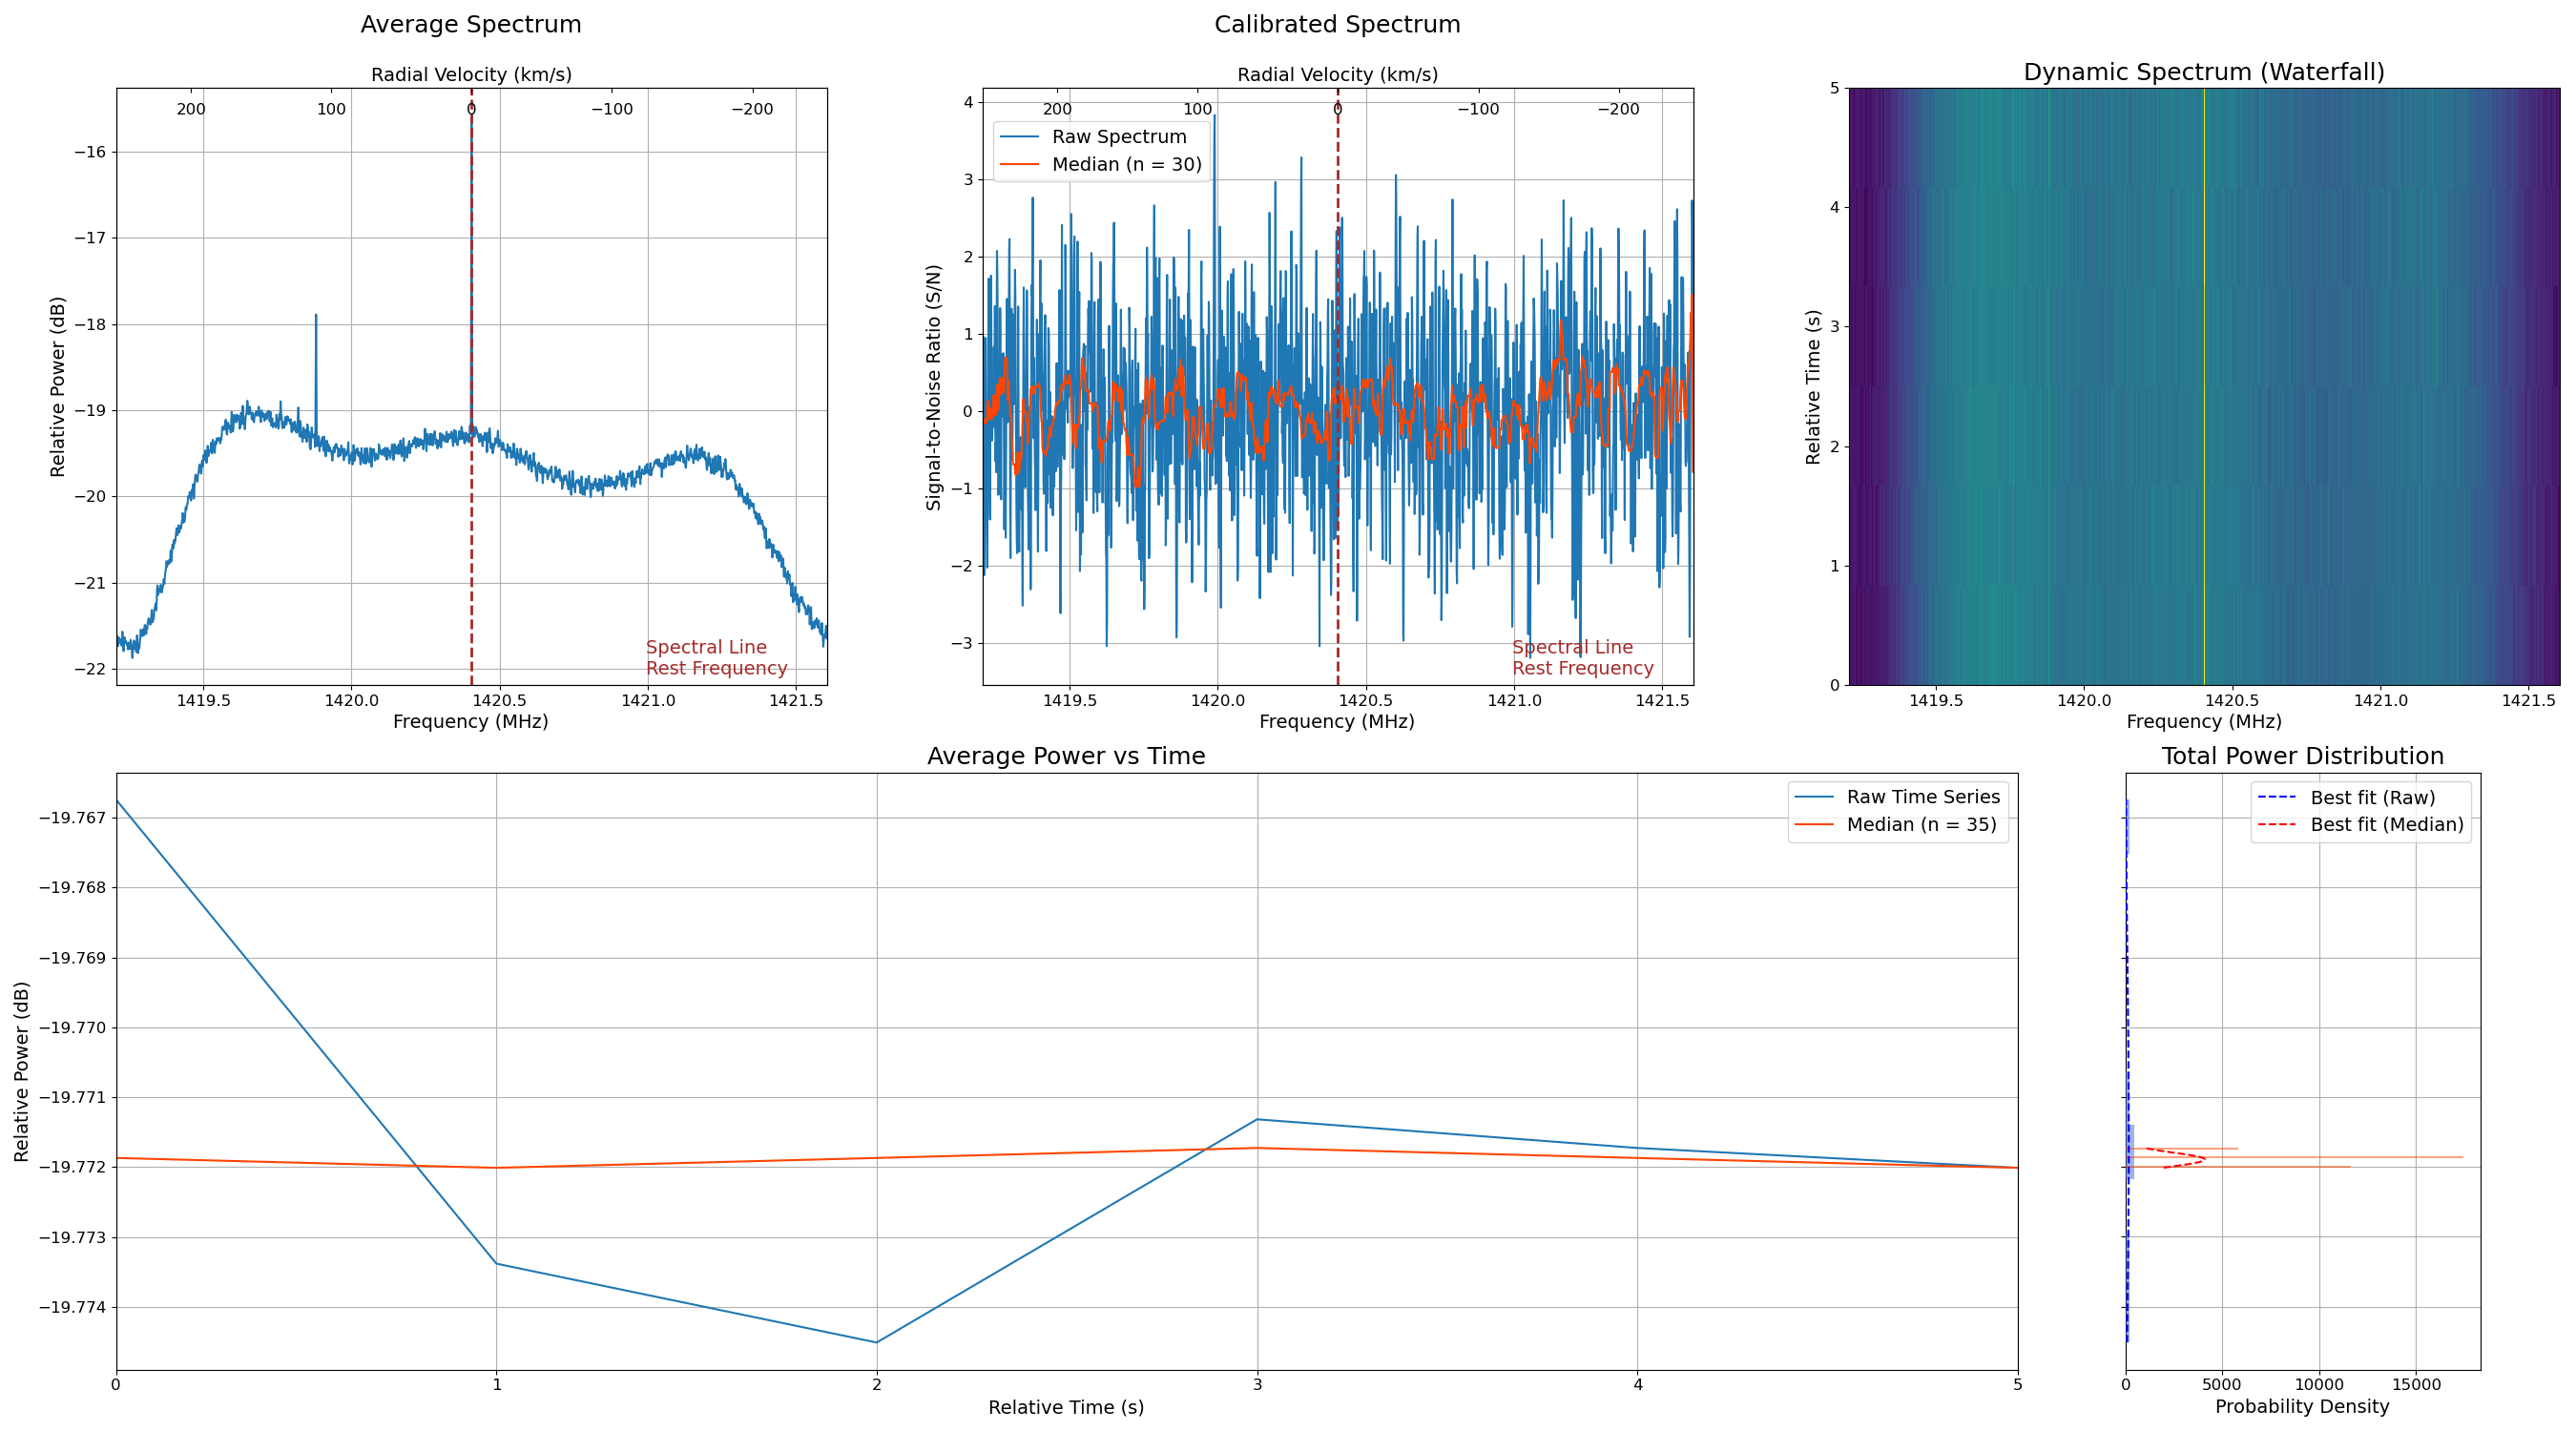 Average Spectrum
Radial Velocity (km/s)
200 100 0 −100 −200
Relative Power (dB)
−16
−17
−18
−19
−20
−21
−22
Spectral Line
Rest Frequency
1419.5 1420.0 1420.5 1421.0 1421.5
Frequency (MHz)
Calibrated Spectrum
Radial Velocity (km/s)
200 100 0 −100 −200
Raw Spectrum
Median (n = 30)
Signal-to-Noise Ratio (S/N)
4
3
2
1
0
−1
−2
−3
Spectral Line
Rest Frequency
1419.5 1420.0 1420.5 1421.0 1421.5
Frequency (MHz)
Dynamic Spectrum (Waterfall)
Relative Time (s)
5
4
3
2
1
0
1419.5 1420.0 1420.5 1421.0 1421.5
Frequency (MHz)
Average Power vs Time
Raw Time Series
Median (n = 35)
Relative Power (dB)
−19.767
−19.768
−19.769
−19.770
−19.771
−19.772
−19.773
−19.774
0 1 2 3 4 5
Relative Time (s)
Total Power Distribution
Best fit (Raw)
Best fit (Median)
0 5000 10000 15000
Probability Density